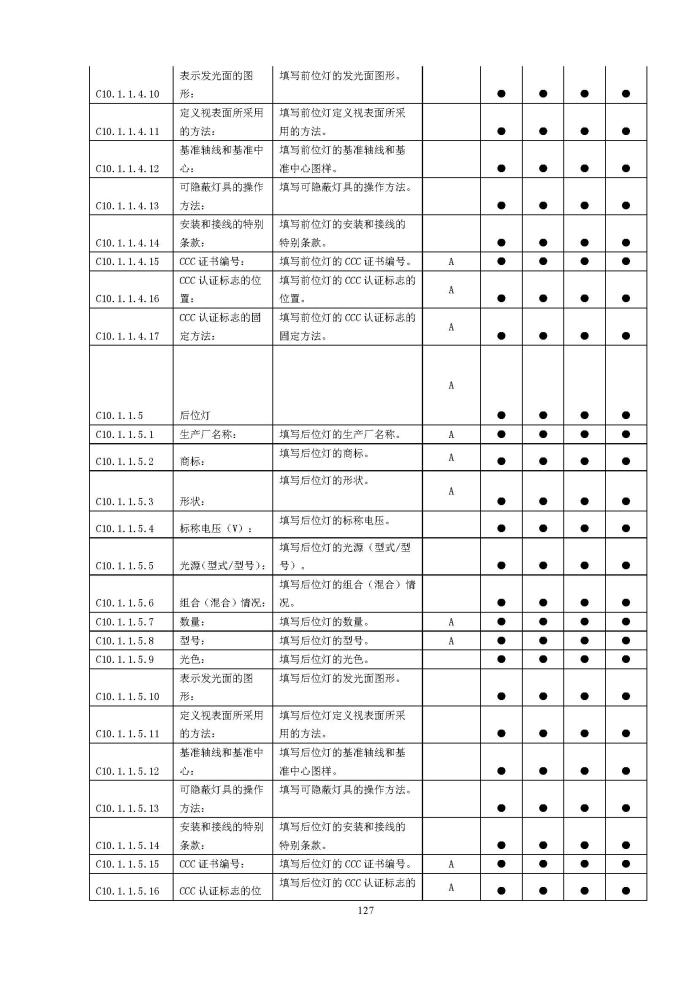 表示发光面的图 填写前位灯的发光面图形。
C10.1.1.4.10 形： ● ● ● ●
定义视表面所采用 填写前位灯定义视表面所采
C10.1.1.4.11 的方法： 用的方法。 ● ● ● ●
基准轴线和基准中 填写前位灯的基准轴线和基
C10.1.1.4.12 心： 准中心图样。 ● ● ● ●
可隐蔽灯具的操作 填写可隐蔽灯具的操作方法。
C10.1.1.4.13 方法： ● ● ● ●
安装和接线的特别 填写前位灯的安装和接线的
C10.1.1.4.14 条款： 特别条款。 ● ● ● ●
C10.1.1.4.15 CCC 证书编号： 填写前位灯的 CCC 证书编号。 A ● ● ● ●
CCC 认证标志的位 填写前位灯的 CCC 认证标志的
C10.1.1.4.16 置： 位置。 A ● ● ● ●
CCC 认证标志的固 填写前位灯的 CCC 认证标志的
C10.1.1.4.17 定方法： 固定方法。 A ● ● ● ●
A
C10.1.1.5 后位灯 ● ● ● ●
C10.1.1.5.1 生产厂名称： 填写后位灯的生产厂名称。 A ● ● ● ●
C10.1.1.5.2 商标： 填写后位灯的商标。 A ● ● ● ●
填写后位灯的形状。 A
C10.1.1.5.3 形状： ● ● ● ●
C10.1.1.5.4 标称电压（V）： 填写后位灯的标称电压。 ● ● ● ●
填写后位灯的光源（型式/型
C10.1.1.5.5 光源(型式/型号)： 号）。 ● ● ● ●
填写后位灯的组合（混合）情
C10.1.1.5.6 组合（混合）情况： 况。 ● ● ● ●
C10.1.1.5.7 数量： 填写后位灯的数量。 A ● ● ● ●
C10.1.1.5.8 型号： 填写后位灯的型号。 A ● ● ● ●
C10.1.1.5.9 光色： 填写后位灯的光色。 ● ● ● ●
表示发光面的图 填写后位灯的发光面图形。
C10.1.1.5.10 形： ● ● ● ●
定义视表面所采用 填写后位灯定义视表面所采
C10.1.1.5.11 的方法： 用的方法。 ● ● ● ●
基准轴线和基准中 填写后位灯的基准轴线和基
C10.1.1.5.12 心： 准中心图样。 ● ● ● ●
可隐蔽灯具的操作 填写可隐蔽灯具的操作方法。
C10.1.1.5.13 方法： ● ● ● ●
安装和接线的特别 填写后位灯的安装和接线的
C10.1.1.5.14 条款： 特别条款。 ● ● ● ●
C10.1.1.5.15 CCC 证书编号： 填写后位灯的 CCC 证书编号。 A ● ● ● ●
C10.1.1.5.16 CCC 认证标志的位 填写后位灯的 CCC 认证标志的 A ● ● ● ●
127